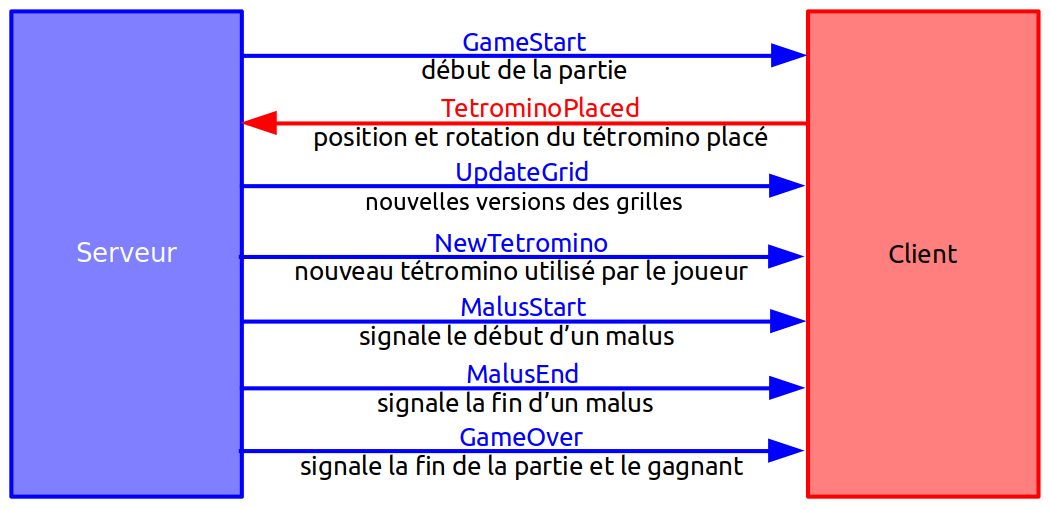 GameStart
début de la partie
TetrominoPlaced
position et rotation du tétromino placé
UpdateGrid
nouvelles versions des grilles
Serveur
NewTetromino
nouveau tétromino utilisé par le joueur
Client
MalusStart
signale le début d’un malus
MalusEnd
signale la fin d’un malus
GameOver
signale la fin de la partie et le gagnant